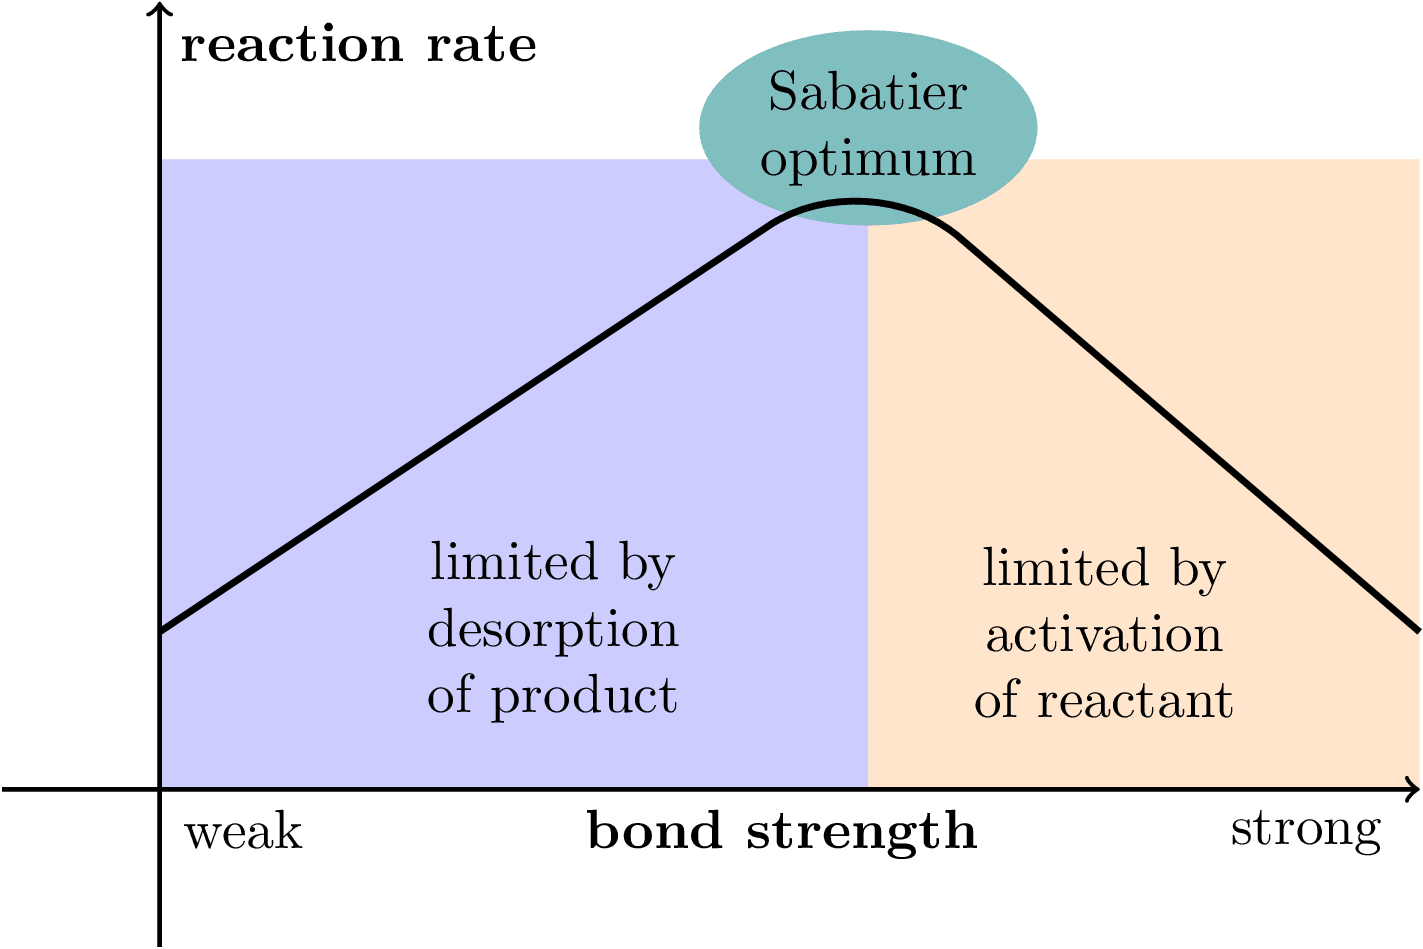 reaction rate
Sabatier
optimum
limited by
desorption
of product
limited by
activation
of reactant
weak
bond strength
strong